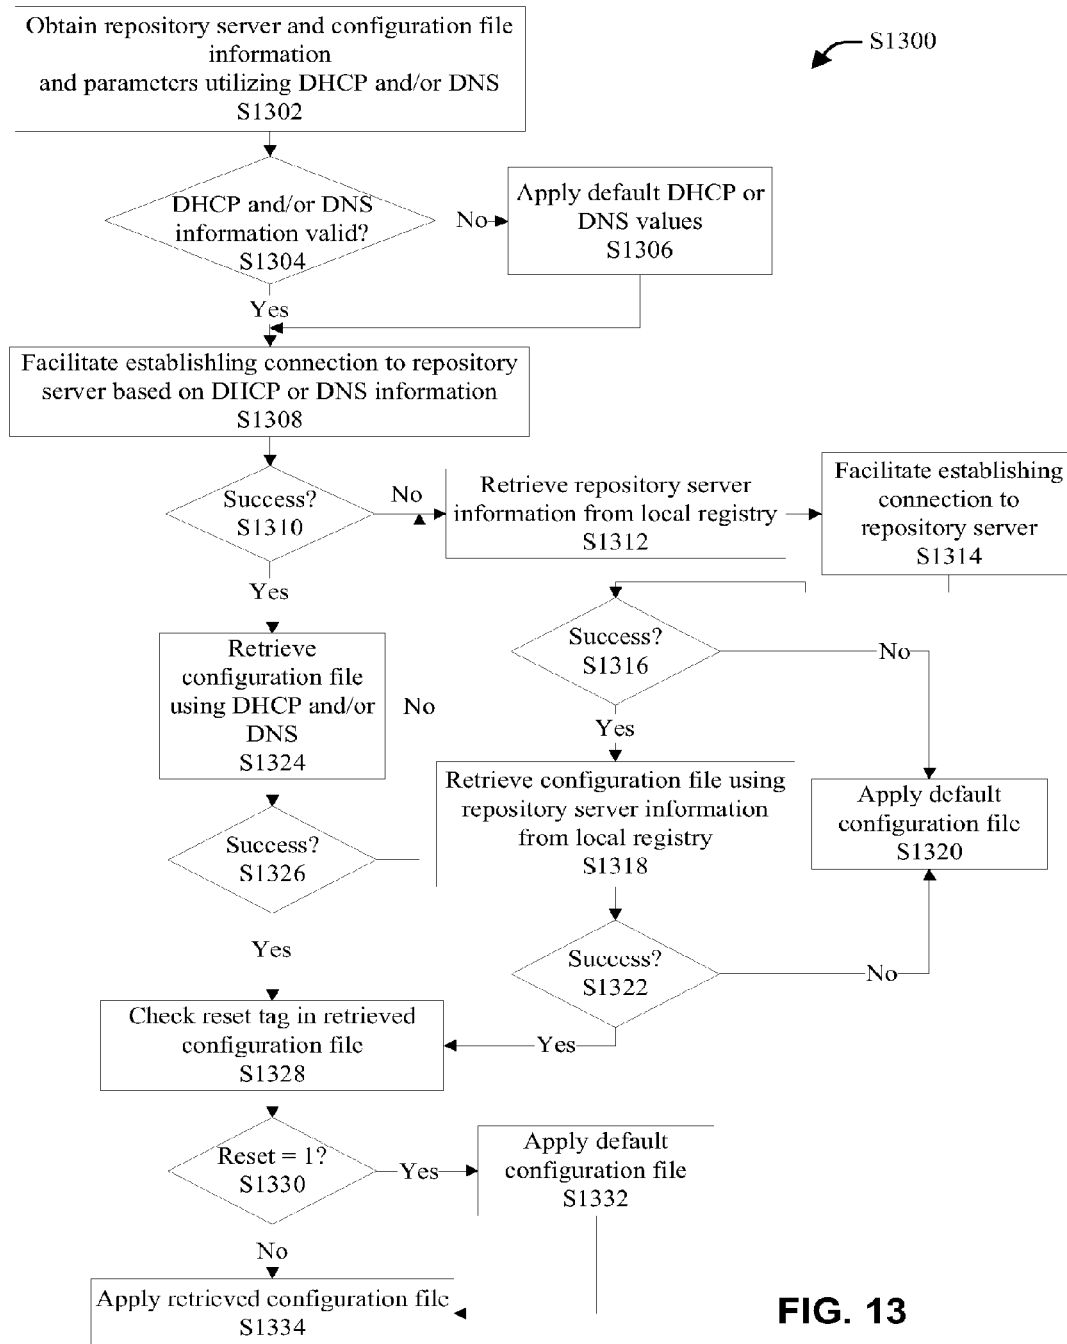 Obtain repository server and configuration file
information
and parameters utilizing DHCP and/or DNS
S1302
S1300
DHCP and/or DNS
information valid?
S1304
No
Apply default DHCP or
DNS values
S1306
Yes
Facilitate establishling connection to repository
server based on DHCP or DNS information
S1308
Success?
S1310
No
Retrieve repository server
information from local registry
S1312
Facilitate establishing
connection to
repository server
S1314
Yes
Success?
S1316
No
Retrieve
configuration file
using DHCP and/or
DNS
S1324
No
Yes
Retrieve configuration file using
repository server information
from local registry
S1318
Apply default
configuration file
S1320
Success?
S1326
Yes
Success?
S1322
No
Check reset tag in retrieved
configuration file
S1328
Yes
Reset = 1?
S1330
Yes
Apply default
configuration file
S1332
No
Apply retrieved configuration file
S1334
FIG. 13